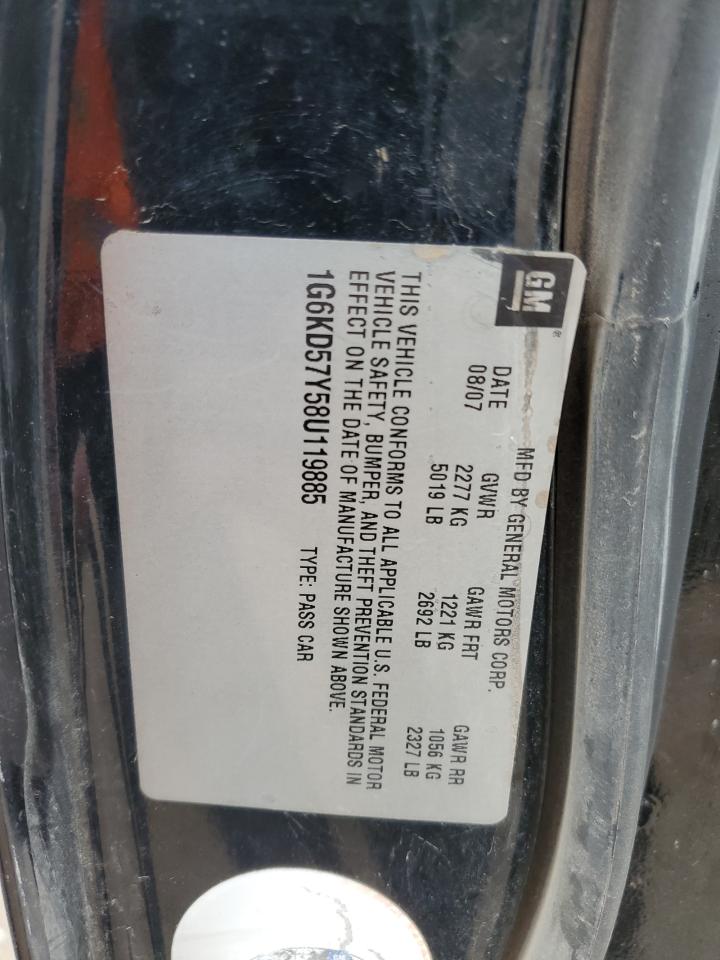 GM®
MFD BY GENERAL MOTORS CORP.
DATE GVWR GAWR FRT GAWR RR
08/07 2277 KG 1221 KG 1056 KG
5019 LB 2692 LB 2327 LB
THIS VEHICLE CONFORMS TO ALL APPLICABLE U.S. FEDERAL MOTOR
VEHICLE SAFETY, BUMPER, AND THEFT PREVENTION STANDARDS IN
EFFECT ON THE DATE OF MANUFACTURE SHOWN ABOVE.
1G6KD57Y58U119885 TYPE: PASS CAR